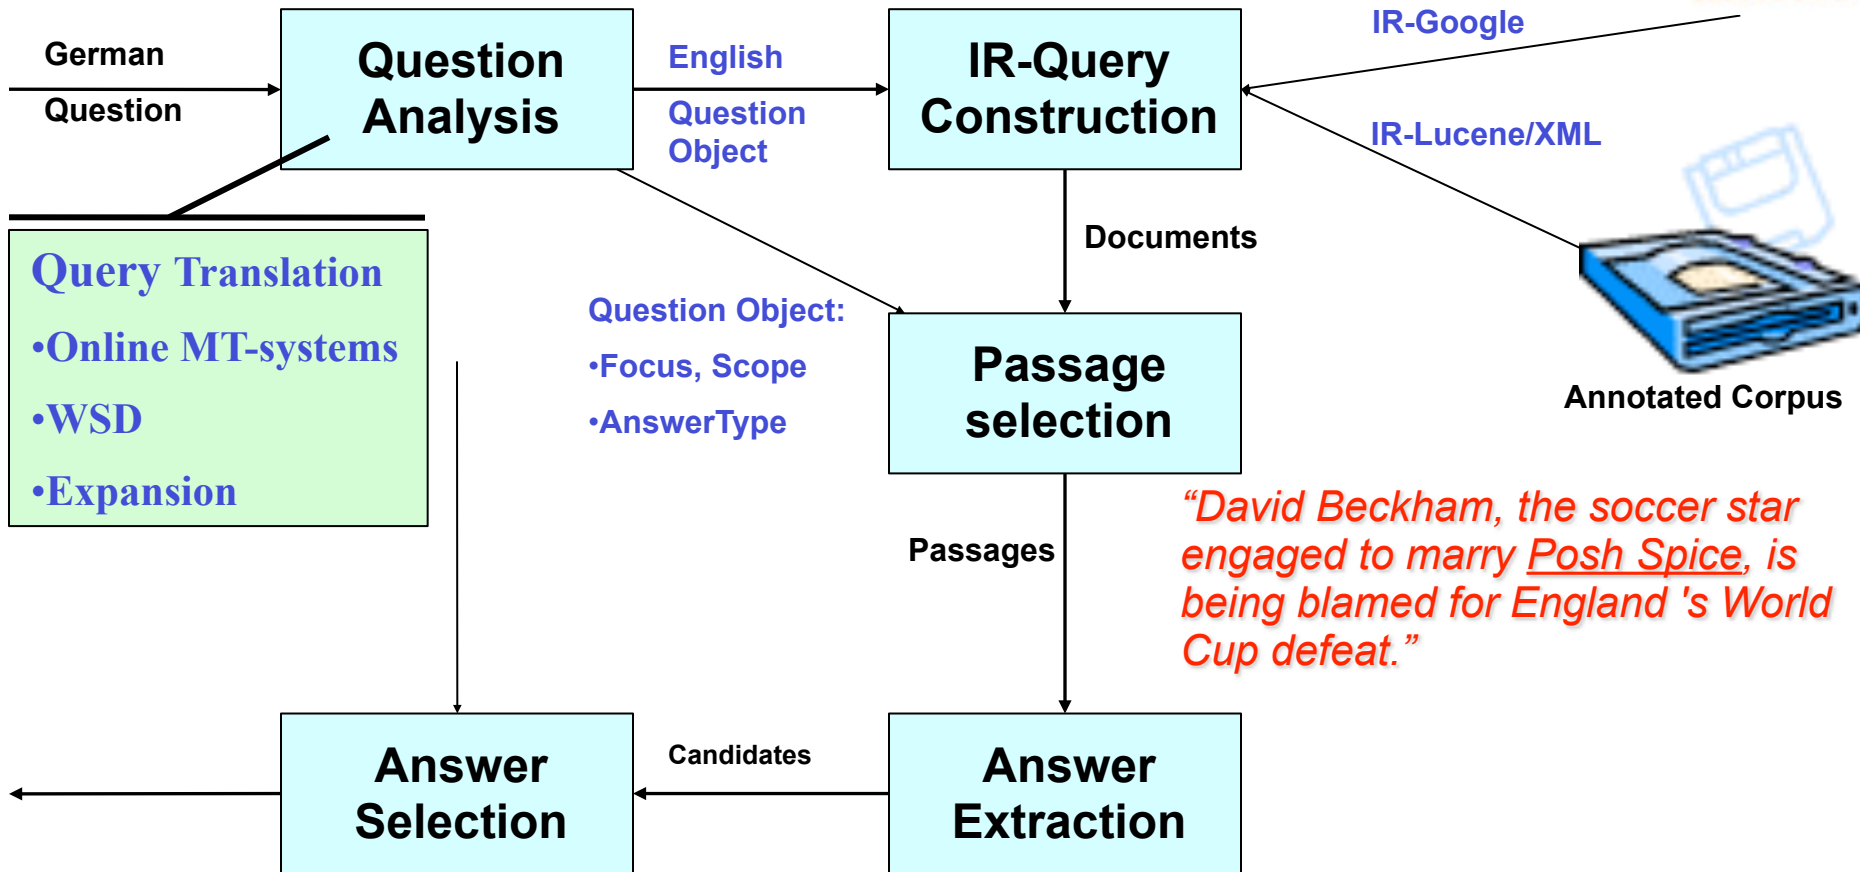 German
Question
Question
Analysis
English
Question
Object
IR-Query
Construction
IR-Google
IR-Lucene/XML
Annotated Corpus
Query Translation
•Online MT-systems
•WSD
•Expansion
Question Object:
•Focus, Scope
•AnswerType
Documents
Passage
selection
Passages
“David Beckham, the soccer star
engaged to marry Posh Spice, is
being blamed for England 's World
Cup defeat.”
Answer
Selection
Candidates
Answer
Extraction